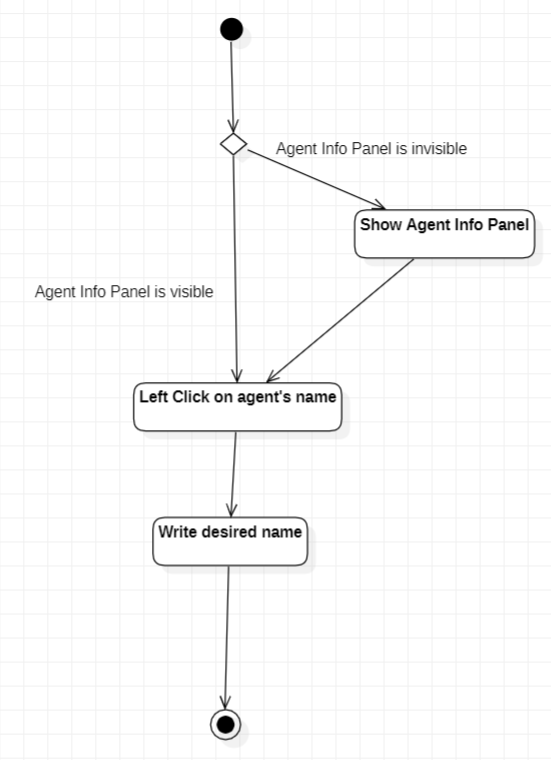 Agent Info Panel is invisible
Show Agent Info Panel
Agent Info Panel is visible
Left Click on agent's name
Write desired name